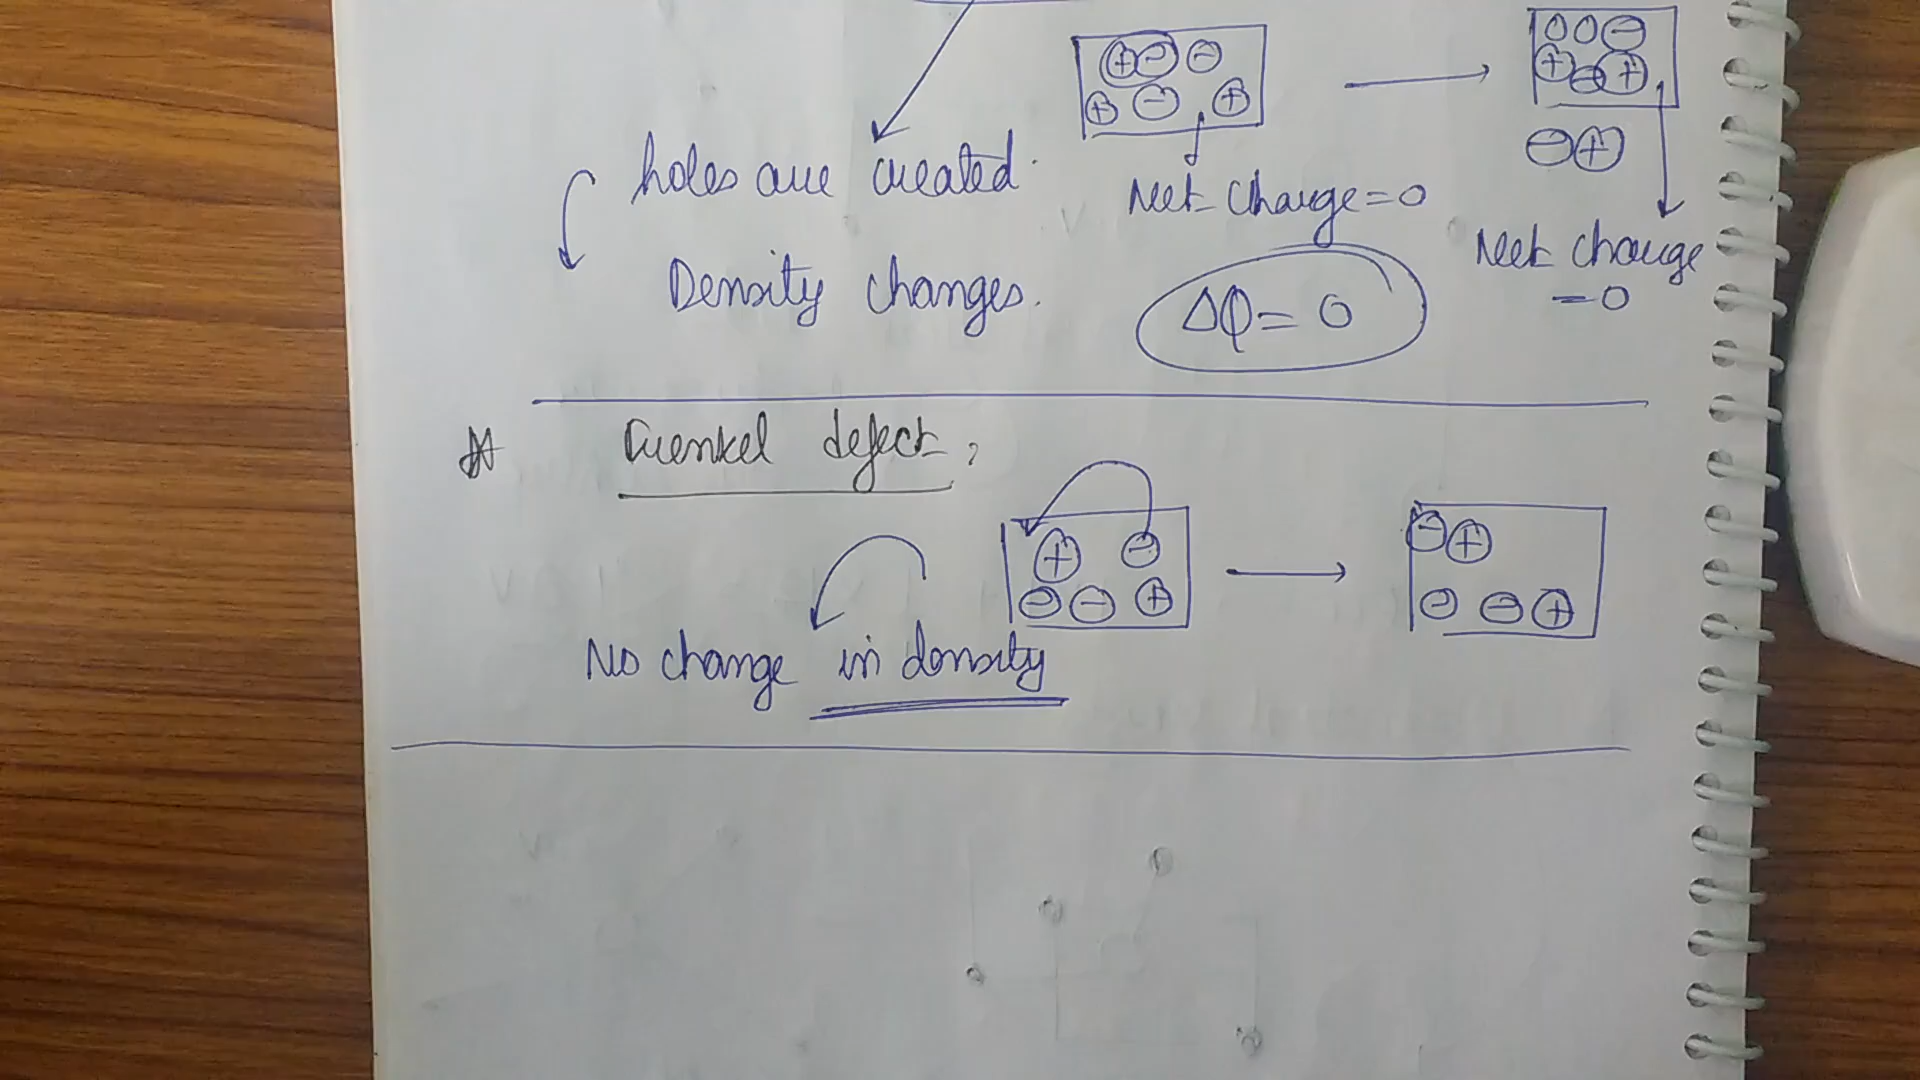 holes are created.
Net Charge = 0
Net charge
= 0
Density changes.
ΔQ = 0
Frenkel defect,
No change in density